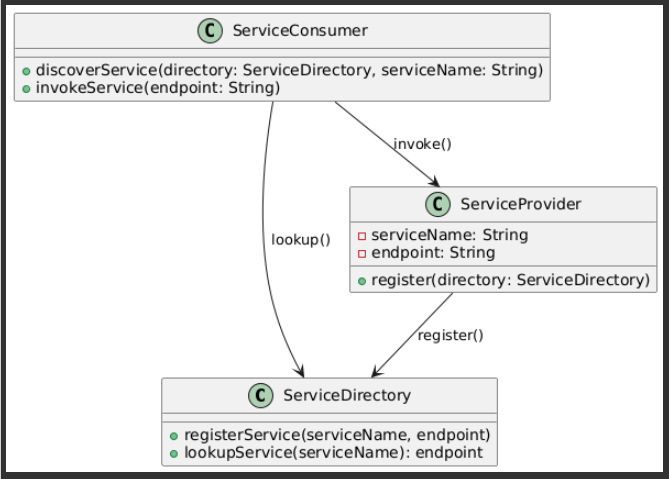 C ServiceConsumer
discoverService(directory: ServiceDirectory, serviceName: String)
invokeService(endpoint: String)
invoke()
C ServiceProvider
serviceName: String
endpoint: String
register(directory: ServiceDirectory)
lookup()
register()
C ServiceDirectory
registerService(serviceName, endpoint)
lookupService(serviceName): endpoint